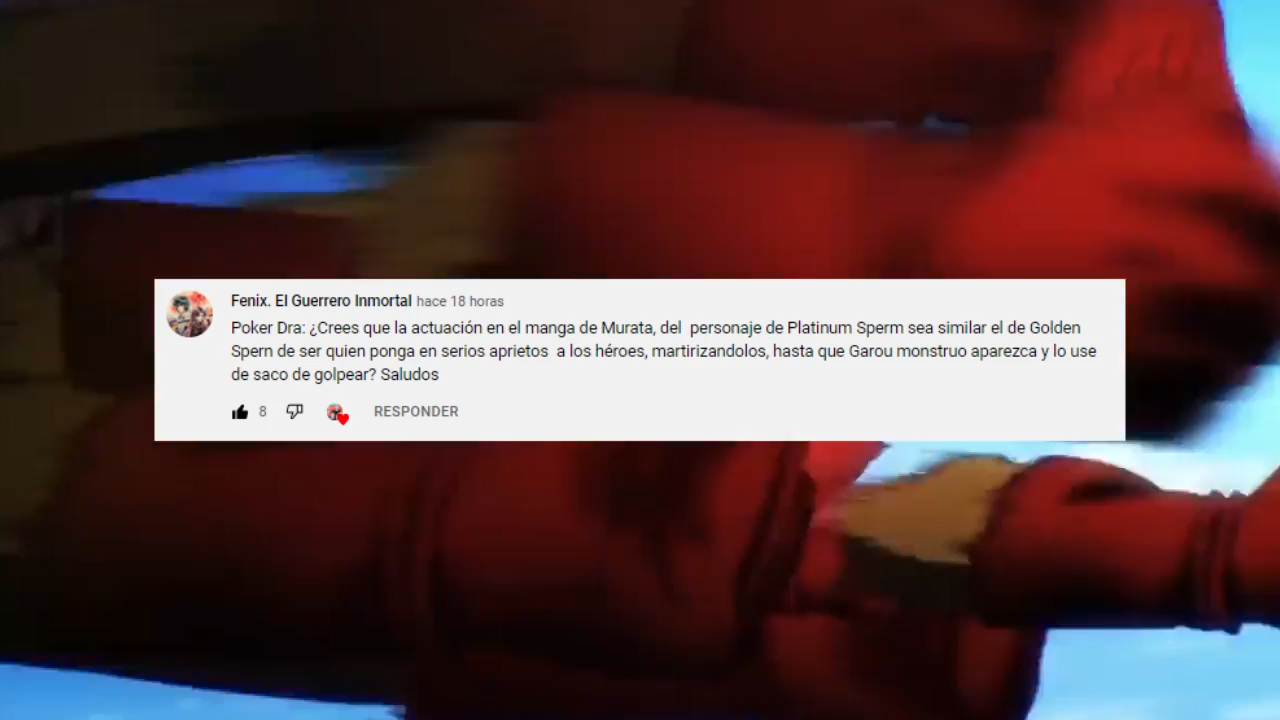 Fenix. El Guerrero Inmortal hace 18 horas
Poker Dra: ¿Crees que la actuación en el manga de Murata, del  personaje de Platinum Sperm sea similar el de Golden
Spern de ser quien ponga en serios aprietos  a los héroes, martirizandolos, hasta que Garou monstruo aparezca y lo use
de saco de golpear? Saludos
8 RESPONDER